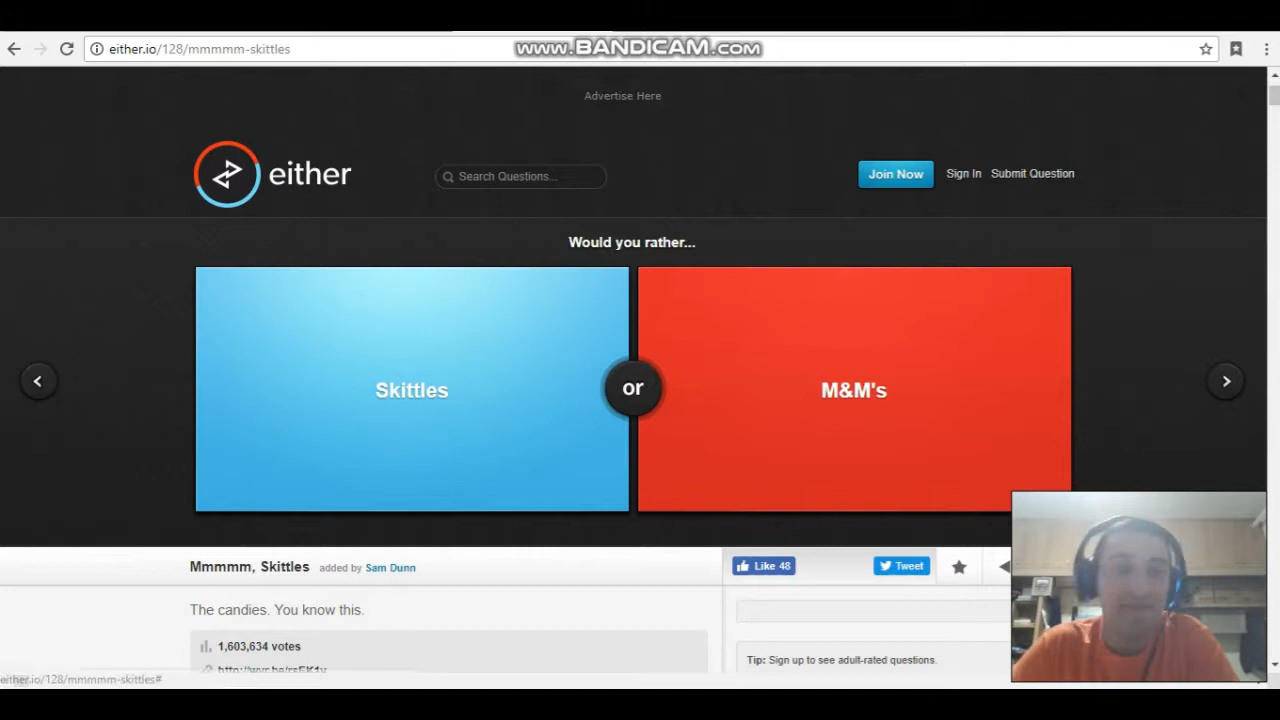 either.io/128/mmmmm-skittles
www.BANDICAM.com
Advertise Here
either
Search Questions...
Join Now
Sign In
Submit Question
Would you rather...
Skittles
or
M&M's
Mmmmm, Skittles
added by Sam Dunn
Like 48
Tweet
The candies. You know this.
1,603,634 votes
Tip: Sign up to see adult-rated questions.
either.io/128/mmmmm-skittles#